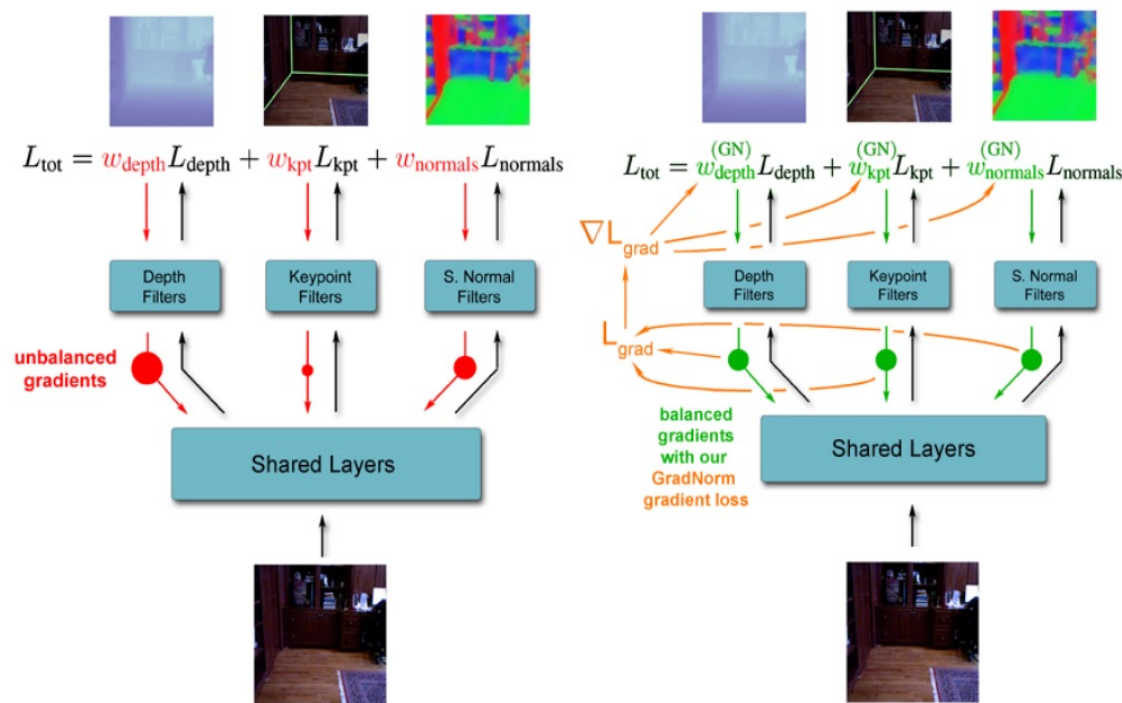 L_tot = w_depth L_depth + w_kpt L_kpt + w_normals L_normals
Depth
Filters
Keypoint
Filters
S. Normal
Filters
unbalanced
gradients
Shared Layers
L_tot = w_depth^(GN) L_depth + w_kpt^(GN) L_kpt + w_normals^(GN) L_normals
∇L_grad
Depth
Filters
Keypoint
Filters
S. Normal
Filters
L_grad
balanced
gradients
with our
GradNorm
gradient loss
Shared Layers